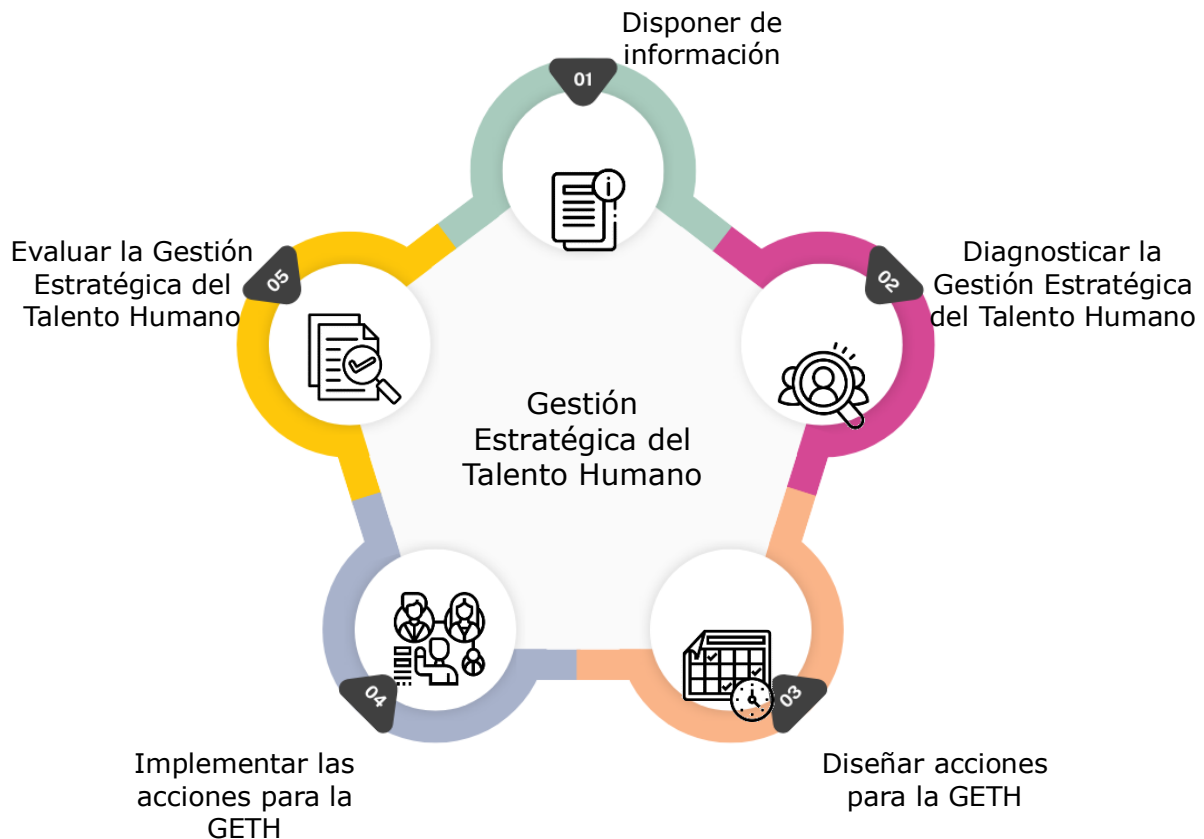 Disponer de
información
01
Diagnosticar la
Gestión Estratégica
del Talento Humano
02
Diseñar acciones
para la GETH
03
Implementar las
acciones para la
GETH
04
Evaluar la Gestión
Estratégica del
Talento Humano
05
Gestión
Estratégica del
Talento Humano